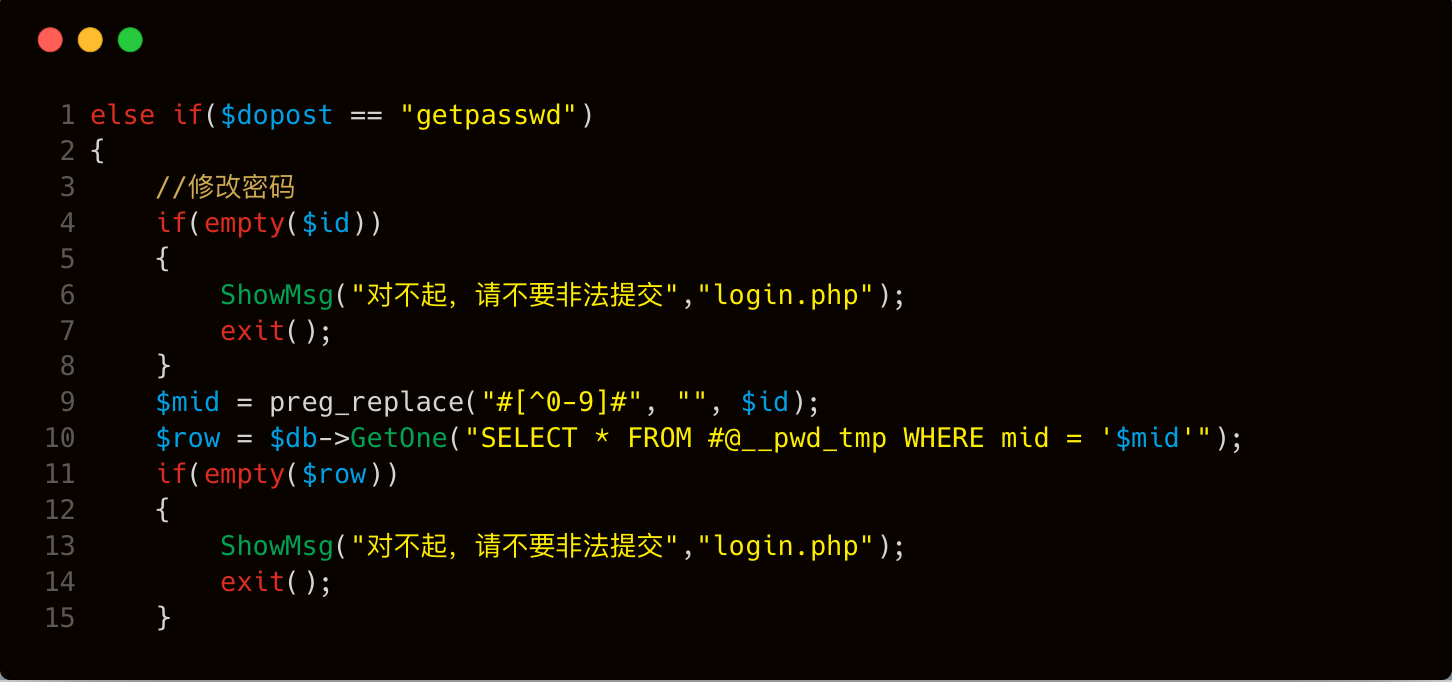 1 else if($dopost == "getpasswd")
2 {
3     //修改密码
4     if(empty($id))
5     {
6         ShowMsg("对不起，请不要非法提交","login.php");
7         exit();
8     }
9     $mid = preg_replace("#[^0-9]#", "", $id);
10     $row = $db->GetOne("SELECT * FROM #@__pwd_tmp WHERE mid = '$mid'");
11     if(empty($row))
12     {
13         ShowMsg("对不起，请不要非法提交","login.php");
14         exit();
15     }